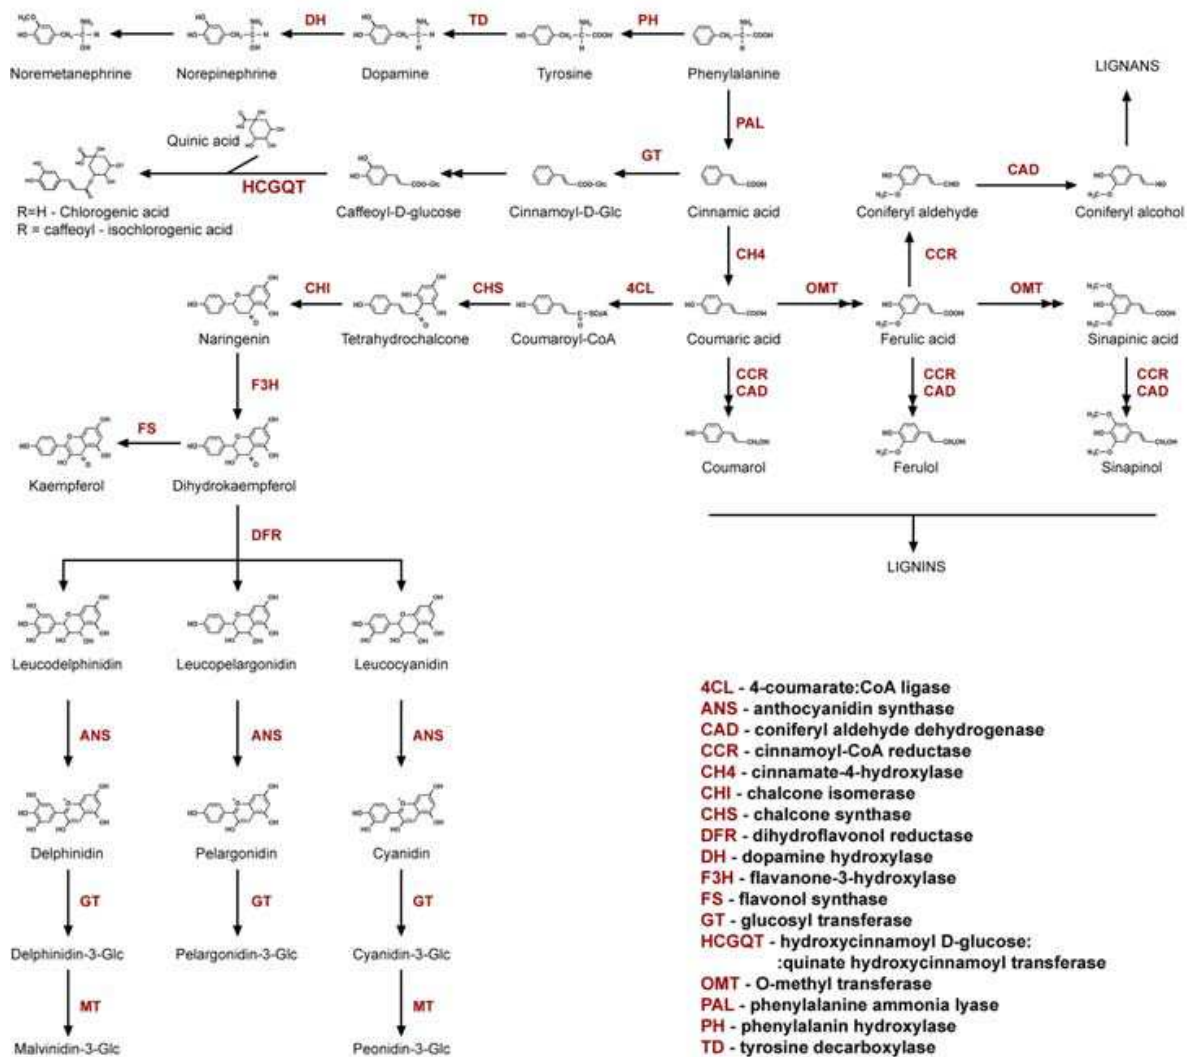 DH
TD
PH
Noremetanephrine
Norepinephrine
Dopamine
Tyrosine
Phenylalanine
LIGNANS
PAL
Quinic acid
GT
CAD
HCGQT
R=H - Chlorogenic acid
R = caffeoyl - isochlorogenic acid
Caffeoyl-D-glucose
Cinnamoyl-D-Glc
Cinnamic acid
Coniferyl aldehyde
Coniferyl alcohol
CH4
CCR
CHI
CHS
4CL
OMT
OMT
Naringenin
Tetrahydrochalcone
Coumaroyl-CoA
Coumaric acid
Ferulic acid
Sinapinic acid
F3H
CCR
CAD
CCR
CAD
CCR
CAD
FS
Kaempferol
Dihydrokaempferol
Coumarol
Ferulol
Sinapinol
DFR
LIGNINS
Leucodelphinidin
Leucopelargonidin
Leucocyanidin
ANS
ANS
ANS
Delphinidin
Pelargonidin
Cyanidin
GT
GT
GT
Delphinidin-3-Glc
Pelargonidin-3-Glc
Cyanidin-3-Glc
MT
MT
Malvinidin-3-Glc
Peonidin-3-Glc
4CL - 4-coumarate:CoA ligase
ANS - anthocyanidin synthase
CAD - coniferyl aldehyde dehydrogenase
CCR - cinnamoyl-CoA reductase
CH4 - cinnamate-4-hydroxylase
CHI - chalcone isomerase
CHS - chalcone synthase
DFR - dihydroflavonol reductase
DH - dopamine hydroxylase
F3H - flavanone-3-hydroxylase
FS - flavonol synthase
GT - glucosyl transferase
HCGQT - hydroxycinnamoyl D-glucose:
:quinate hydroxycinnamoyl transferase
OMT - O-methyl transferase
PAL - phenylalanine ammonia lyase
PH - phenylalanin hydroxylase
TD - tyrosine decarboxylase